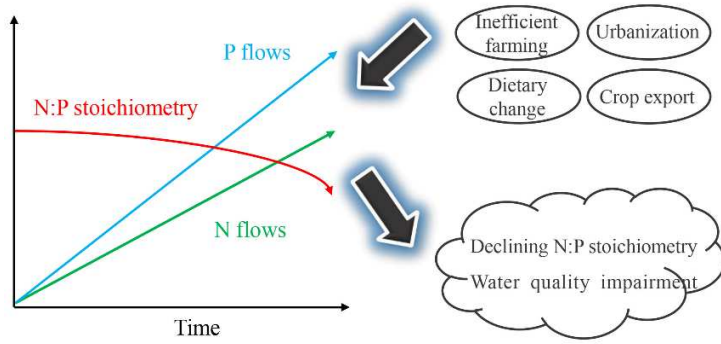 P flows
N:P stoichiometry
N flows
Time
Inefficient
farming
Urbanization
Dietary
change
Crop export
Declining N:P stoichiometry
Water quality impairment